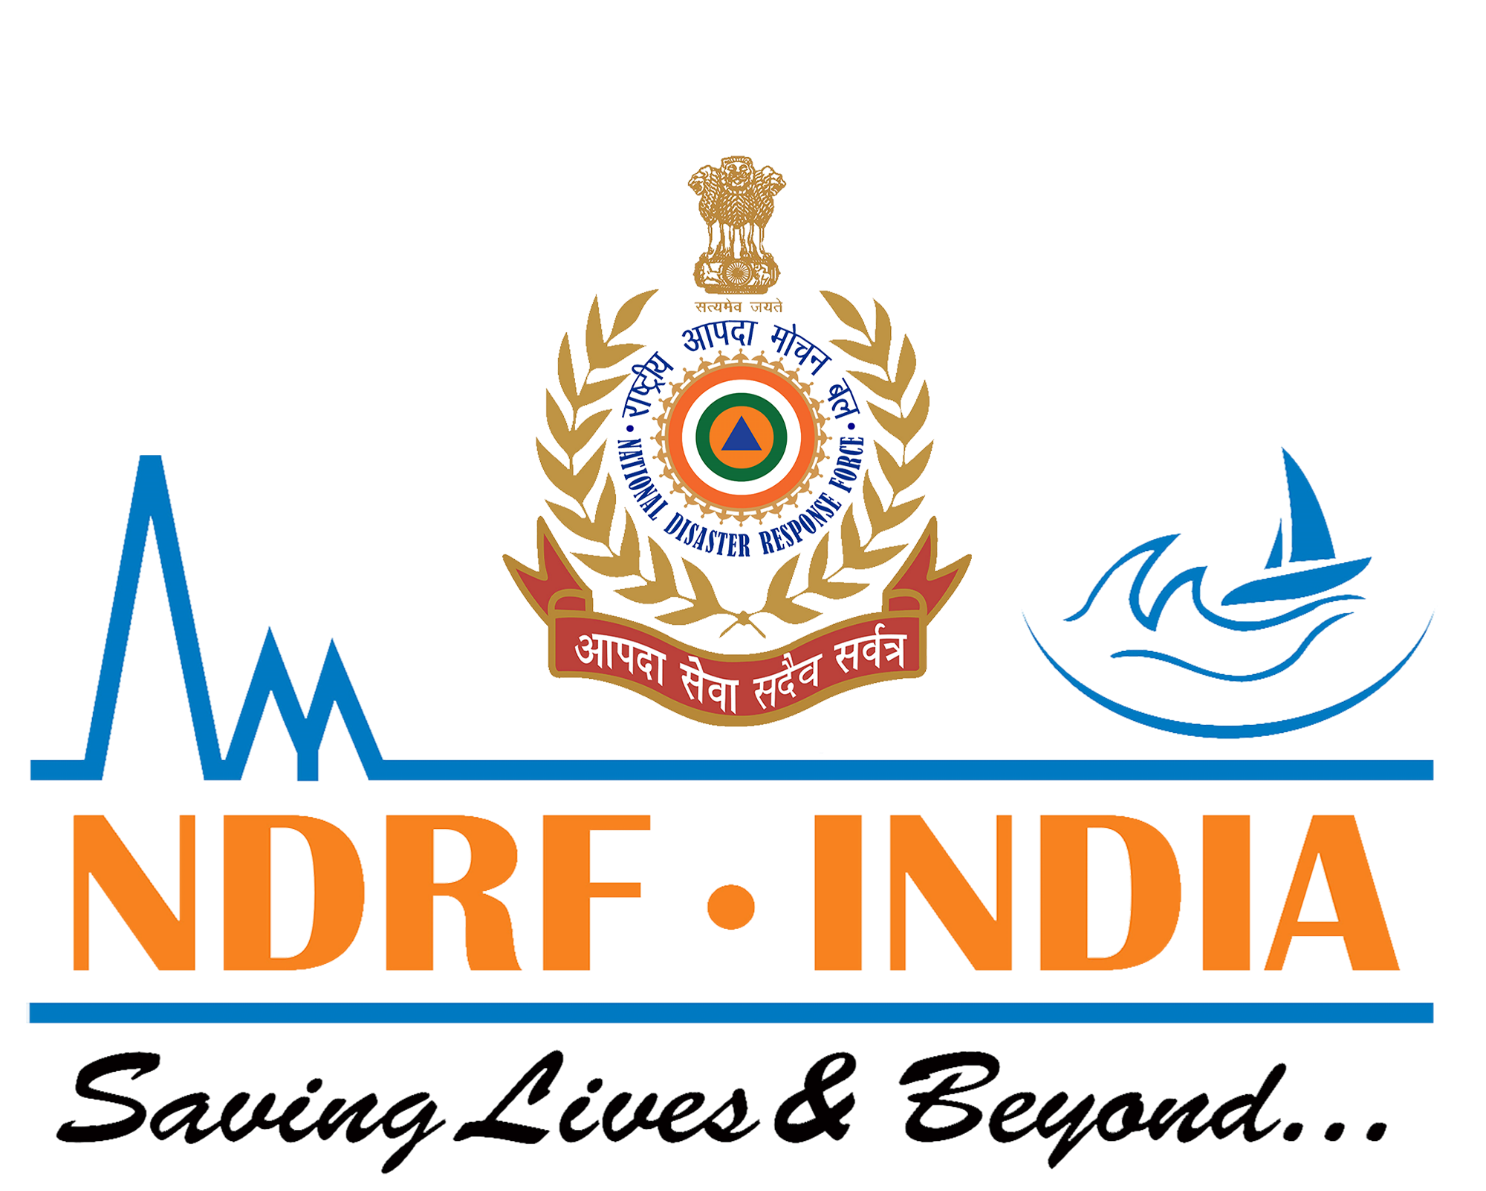 सत्यमेव जयते
राष्ट्रीय आपदा मोचन बल
• NATIONAL DISASTER RESPONSE FORCE •
आपदा सेवा सदैव सर्वत्र
NDRF • INDIA
Saving Lives & Beyond...